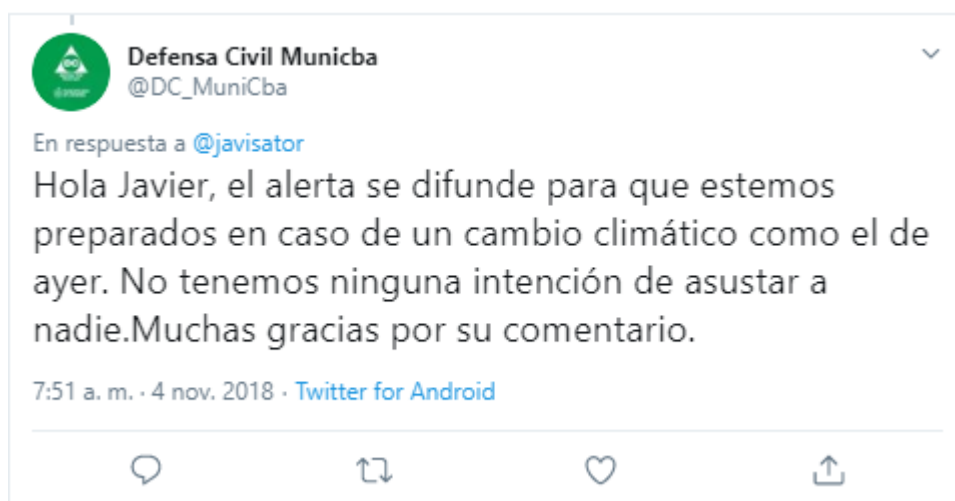 Defensa Civil Municba
@DC_MuniCba
En respuesta a @javisator
Hola Javier, el alerta se difunde para que estemos
preparados en caso de un cambio climático como el de
ayer. No tenemos ninguna intención de asustar a
nadie.Muchas gracias por su comentario.
7:51 a. m. · 4 nov. 2018 · Twitter for Android